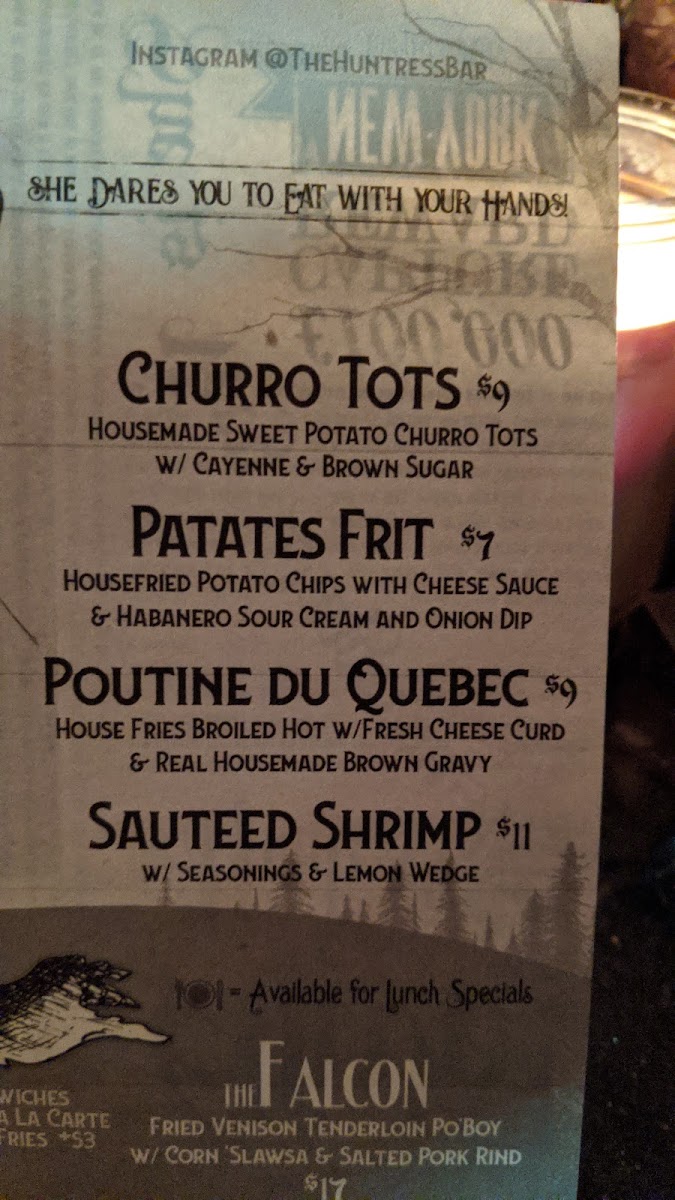 Instagram @TheHuntressBar
She Dares you to Eat with your Hands!
NEW-YORK
£100,000
Churro Tots $9
Housemade Sweet Potato Churro Tots
w/ Cayenne & Brown Sugar
Patates Frit $7
Housefried Potato Chips with Cheese Sauce
& Habanero Sour Cream and Onion Dip
Poutine du Quebec $9
House Fries Broiled Hot w/Fresh Cheese Curd
& Real Housemade Brown Gravy
Sauteed Shrimp $11
w/ Seasonings & Lemon Wedge
= Available for Lunch Specials
wiches
a La Carte
Fries +$3
The Falcon
Fried Venison Tenderloin Po'Boy
w/ Corn 'Slawsa & Salted Pork Rind
$17